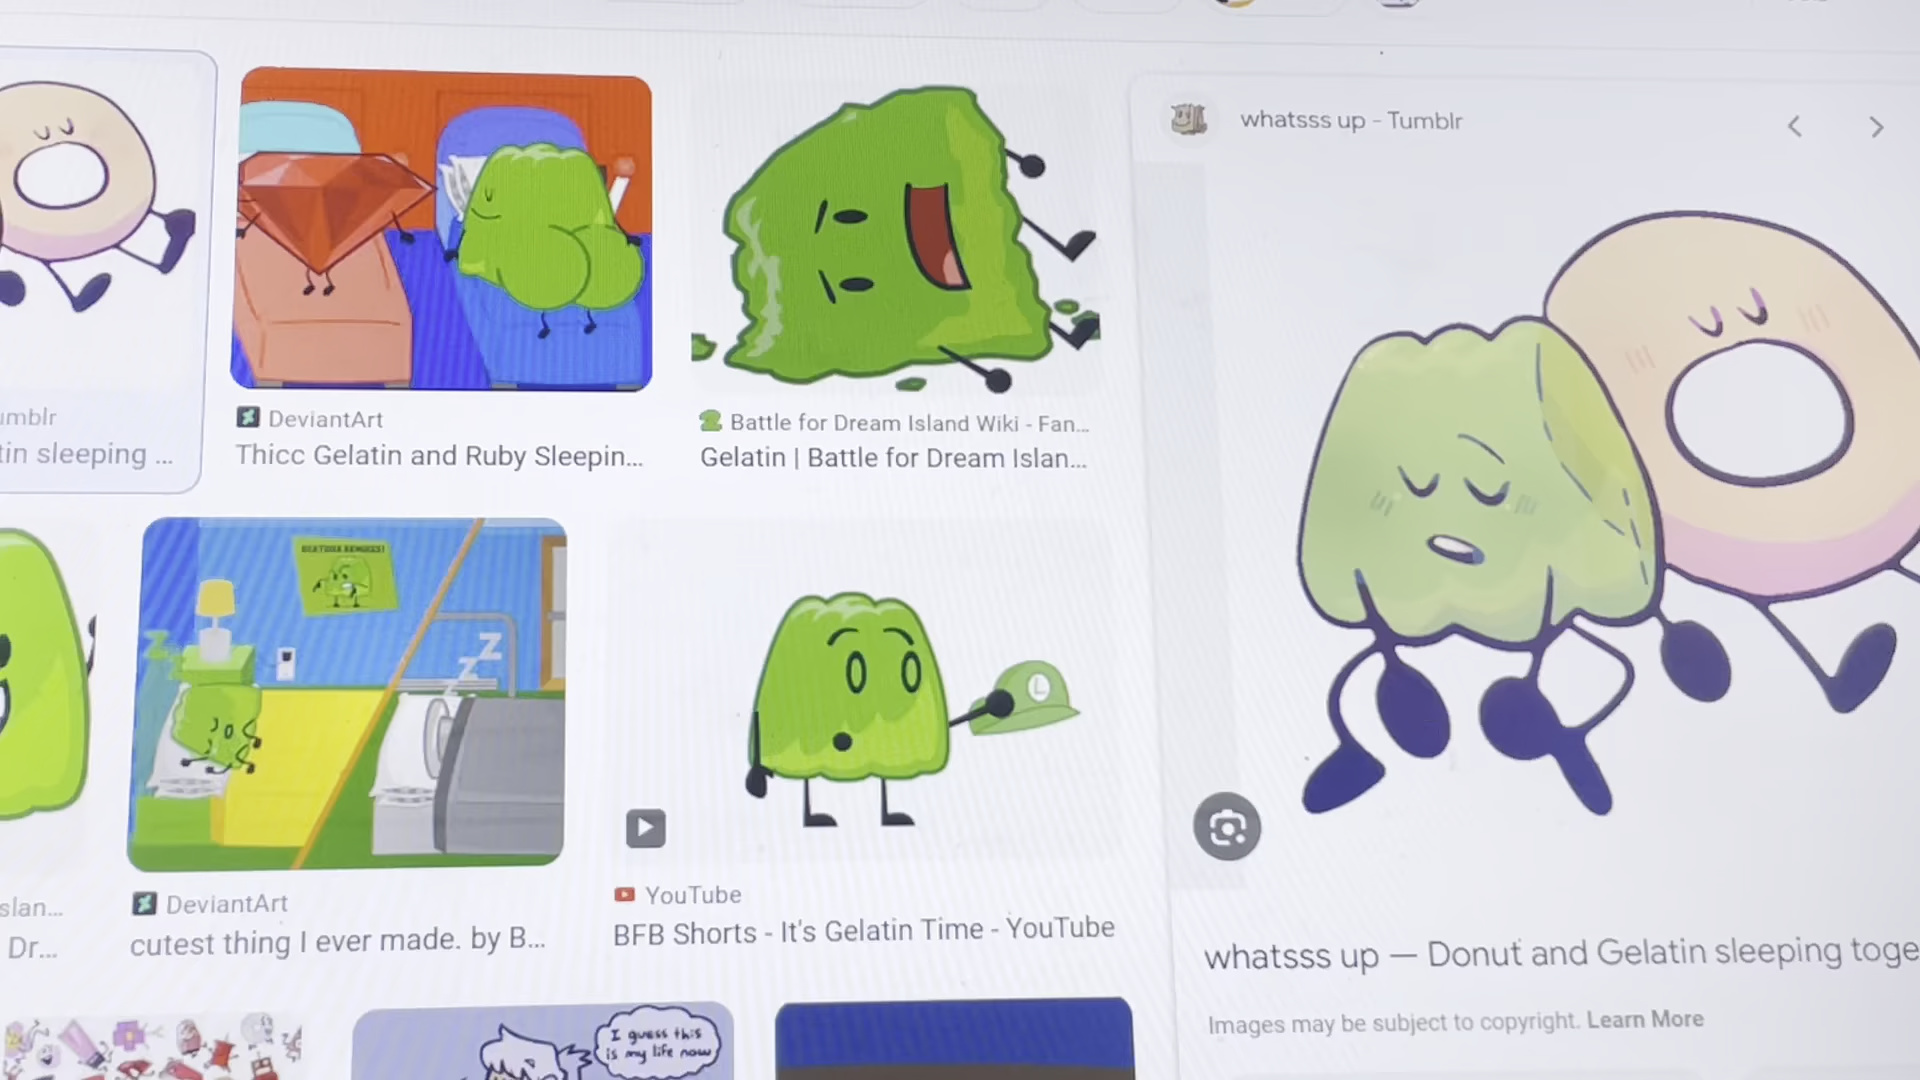 whatsss up - Tumblr
umblr
tin sleeping ...
DeviantArt
Thicc Gelatin and Ruby Sleepin...
Battle for Dream Island Wiki - Fan...
Gelatin | Battle for Dream Islan...
Z
Z
L
slan...
Dr...
DeviantArt
cutest thing I ever made. by B...
YouTube
BFB Shorts - It's Gelatin Time - YouTube
whatsss up — Donut and Gelatin sleeping toge
Images may be subject to copyright. Learn More
I guess this
is my life now